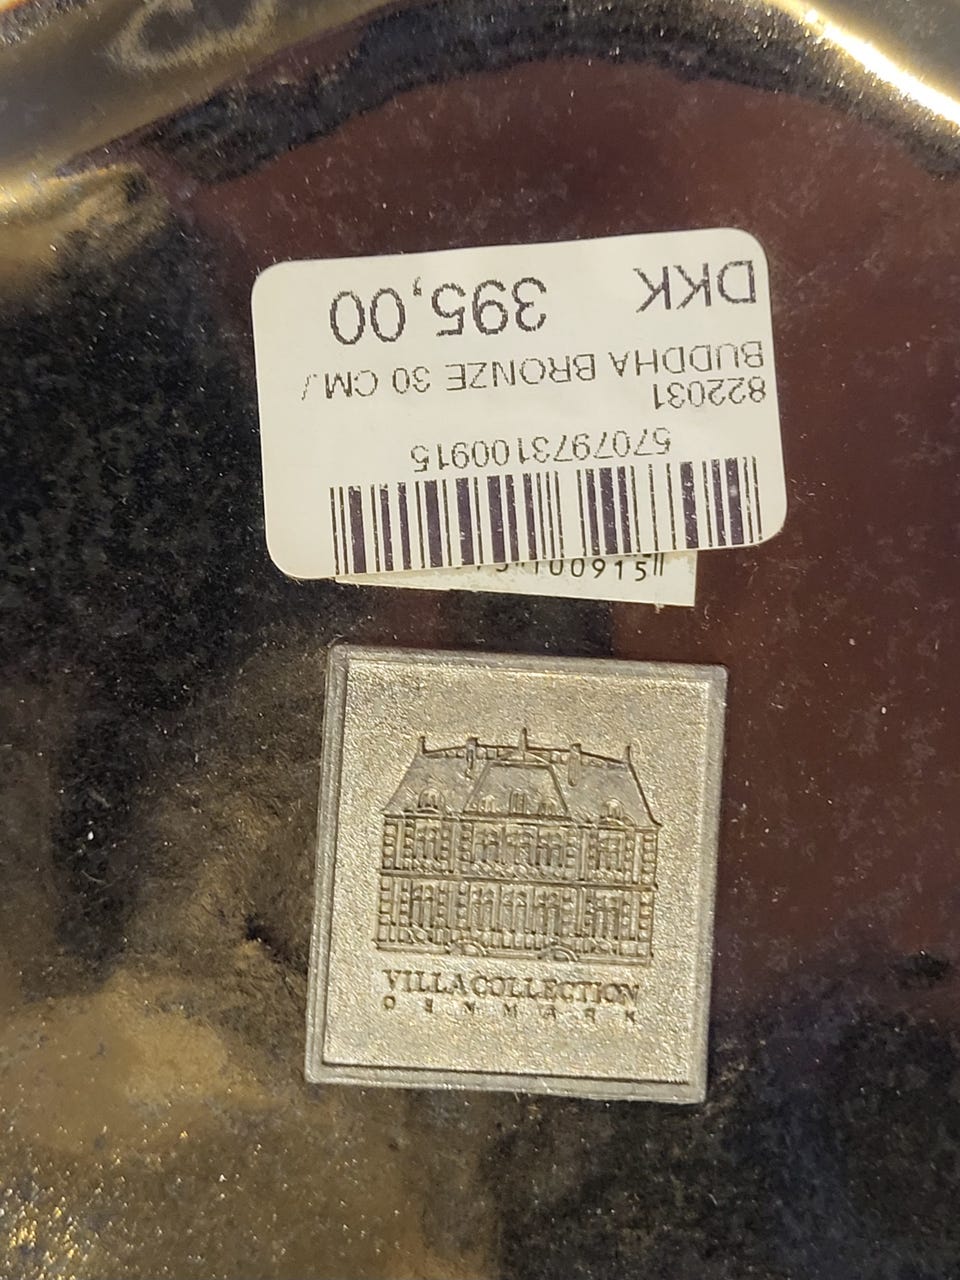 DKK 395,00
BUDDHA BRONZE 30 CM /
822031
5707973100915
100915
VILLA COLLECTION
DENMARK